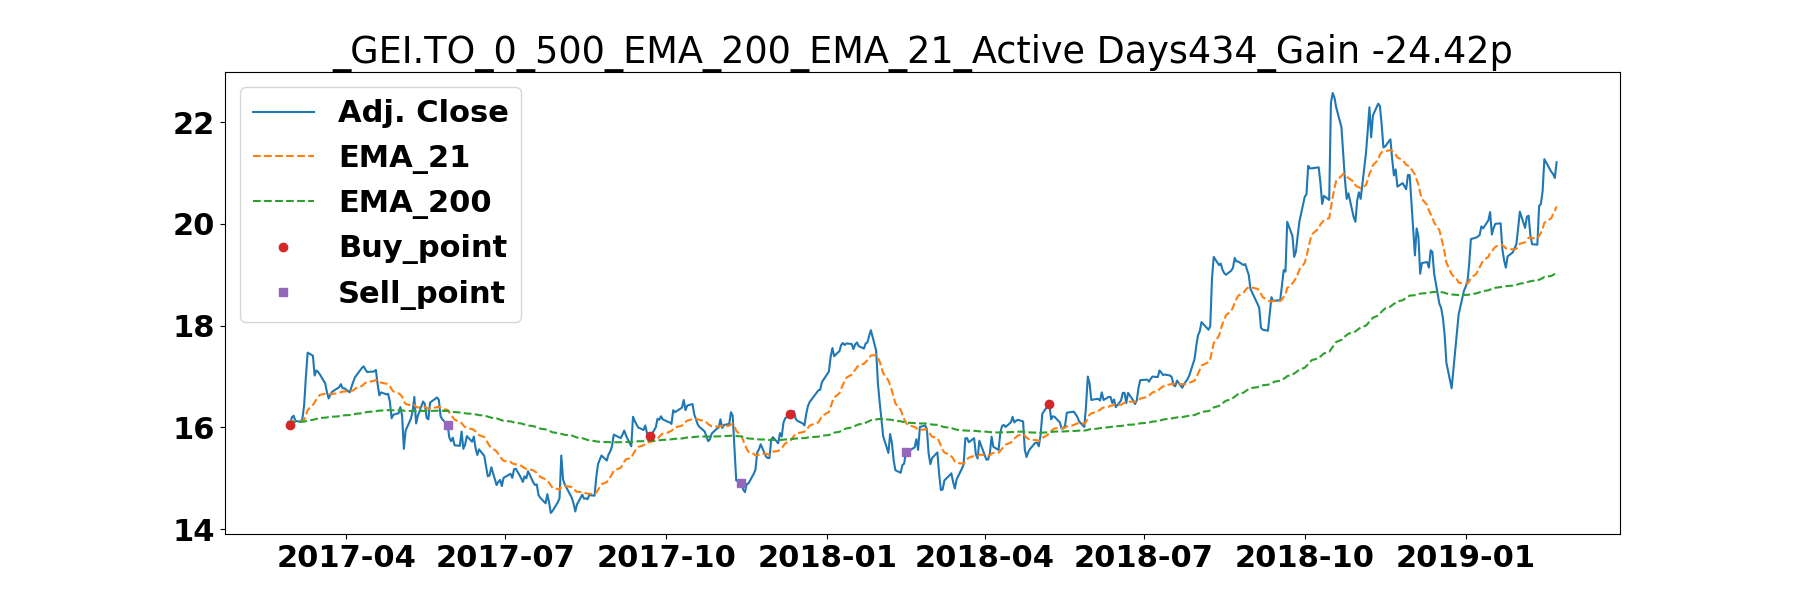 _GEI.TO_0_500_EMA_200_EMA_21_Active Days434_Gain -24.42p
Adj. Close
EMA_21
EMA_200
Buy_point
Sell_point
22
20
18
16
14
2017-04 2017-07 2017-10 2018-01 2018-04 2018-07 2018-10 2019-01